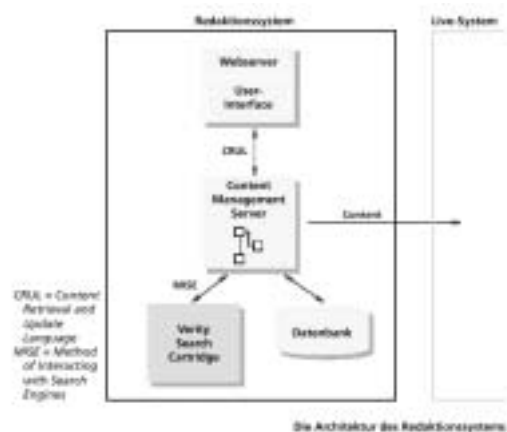 Redaktionssystem
Live-System
Webserver
User-
Interface
CRUL
Content
Management
Server
Content
MISE
Verity
Search
Cartridge
Datenbank
CRUL = Content
Retrieval and
Update
Language
MISE = Method
of Interacting
with Search
Engines
Die Architektur des Redaktionssystems